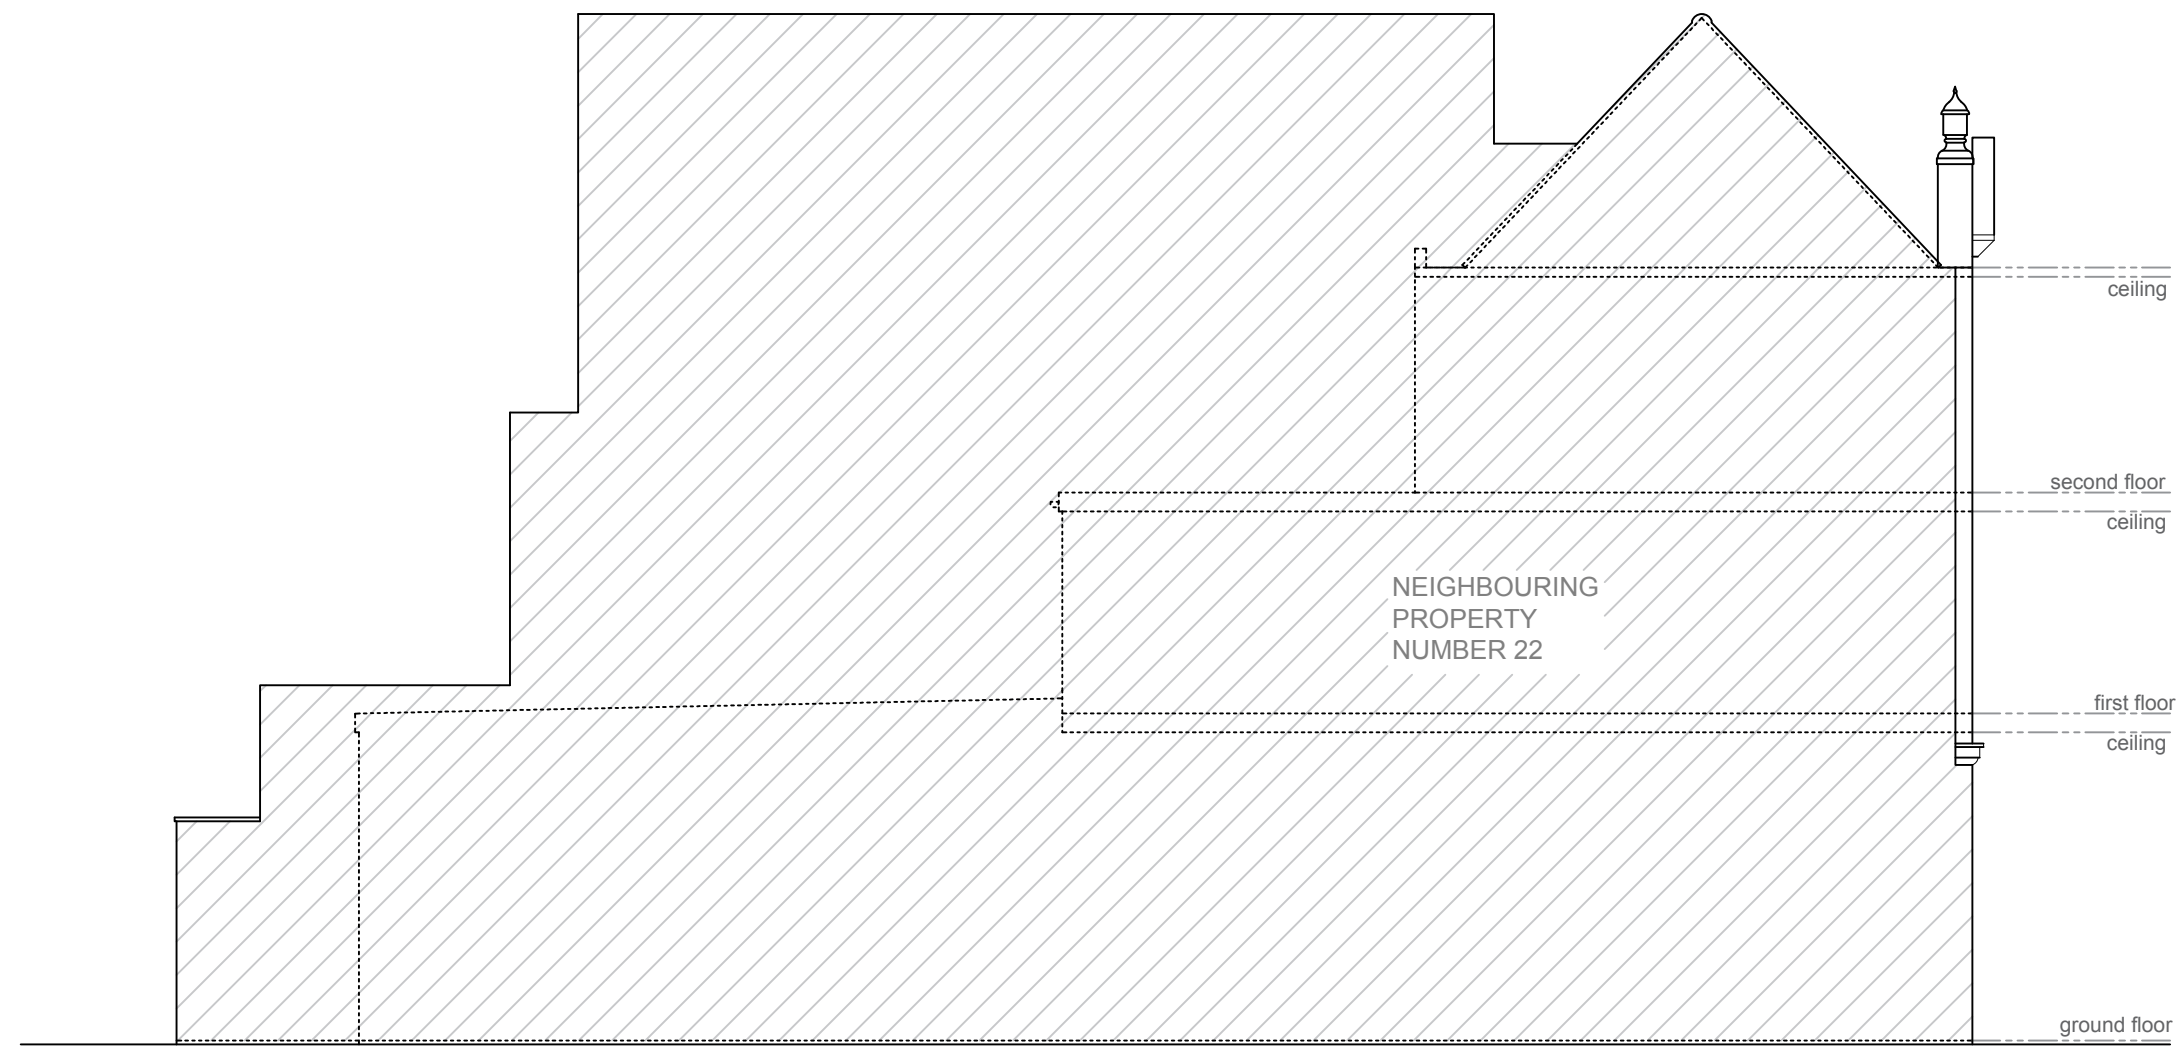 ceiling
second floor
ceiling
NEIGHBOURING
PROPERTY
NUMBER 22
first floor
ceiling
ground floor